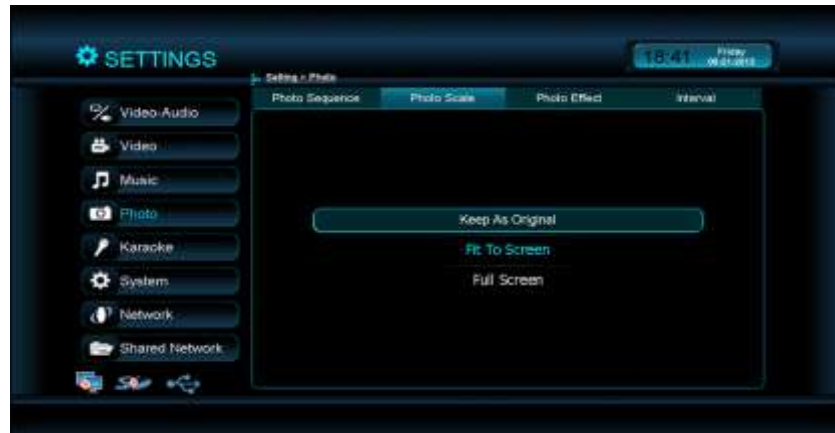 SETTINGS
18:41
Friday
Setting > Photo
Photo Sequence
Photo Scale
Photo Effect
Interval
Video-Audio
Video
Music
Photo
Karaoke
System
Network
Shared Network
Keep As Original
Fit To Screen
Full Screen